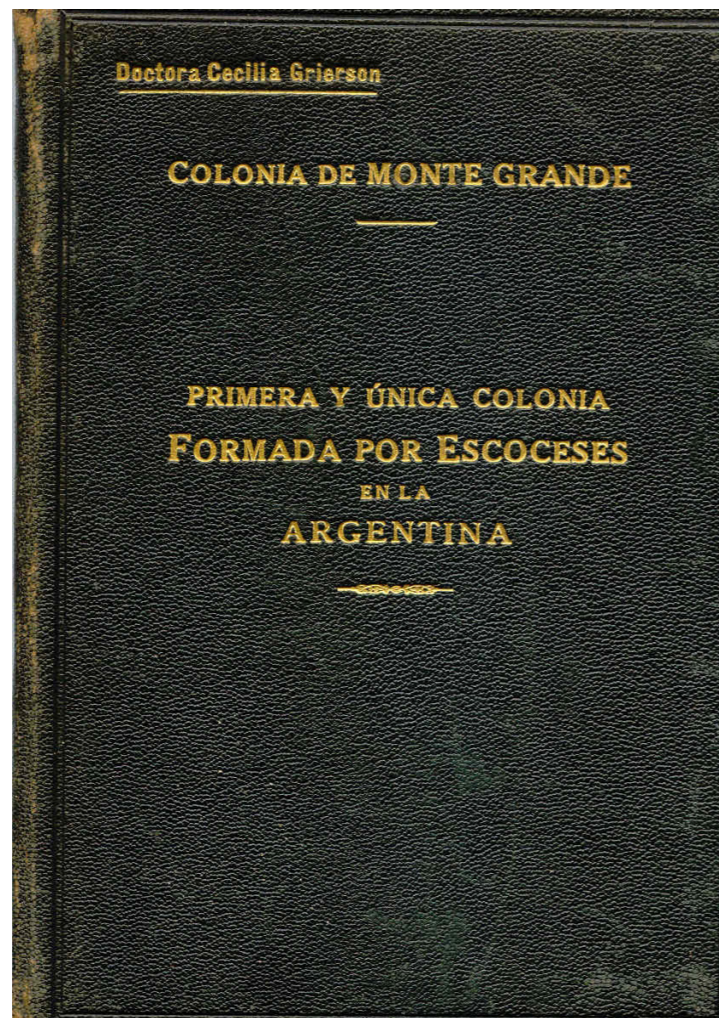 Doctora Cecilia Grierson
COLONIA DE MONTE GRANDE
PRIMERA Y ÚNICA COLONIA
FORMADA POR ESCOCESES
EN LA
ARGENTINA